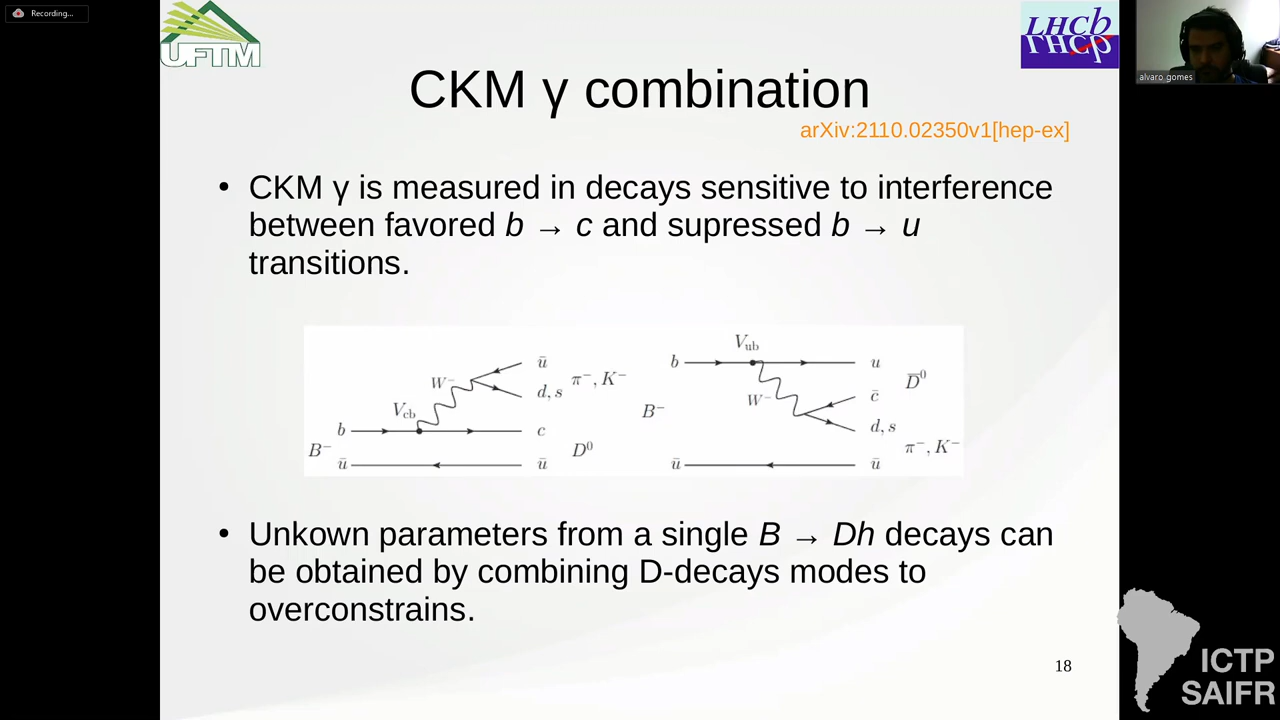 Recording...
UFTM
LHCb
LHCp
alvaro gomes
CKM γ combination
arXiv:2110.02350v1[hep-ex]
• CKM γ is measured in decays sensitive to interference
between favored b → c and supressed b → u
transitions.
B⁻ b ū V_cb W⁻ ū d, s π⁻, K⁻ c ū D⁰
B⁻ b ū V_ub W⁻ u c̄ D̄⁰ d, s ū π⁻, K⁻
• Unkown parameters from a single B → Dh decays can
be obtained by combining D-decays modes to
overconstrains.
18
ICTP
SAIFR